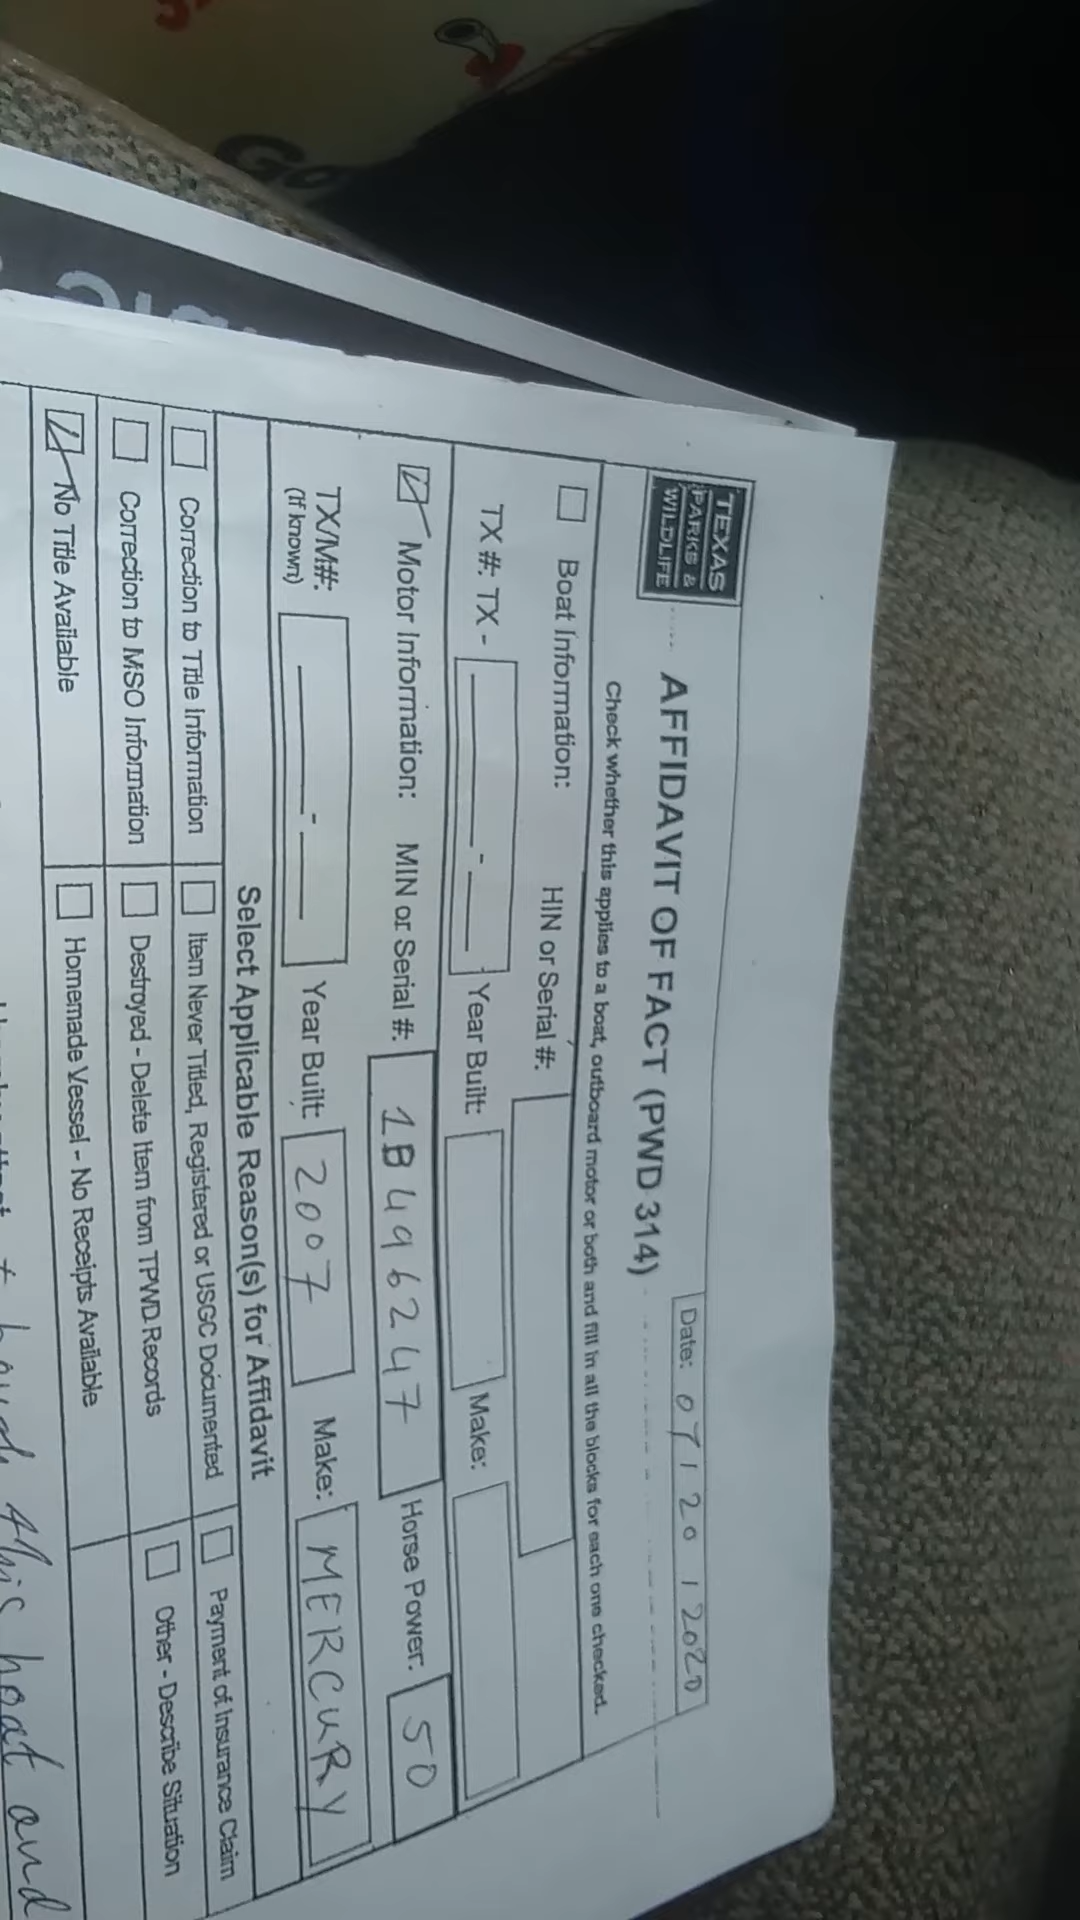 Go
TEXAS
PARKS &
WILDLIFE
AFFIDAVIT OF FACT (PWD 314)
Date: 07 / 20 / 2020
Check whether this applies to a boat, outboard motor or both and fill in all the blocks for each one checked.
Boat Information: HIN or Serial #:
TX #: TX - - Year Built: Make:
Motor Information: MIN or Serial #: 1B496247 Horse Power: 50
TX/M#: - Year Built: 2007 Make: MERCURY
(if known)
Select Applicable Reason(s) for Affidavit
Correction to Title Information Item Never Titled, Registered or USGC Documented Payment of Insurance Claim
Correction to MSO Information Destroyed - Delete Item from TPWD Records Other - Describe Situation
No Title Available Homemade Vessel - No Receipts Available
this boat and